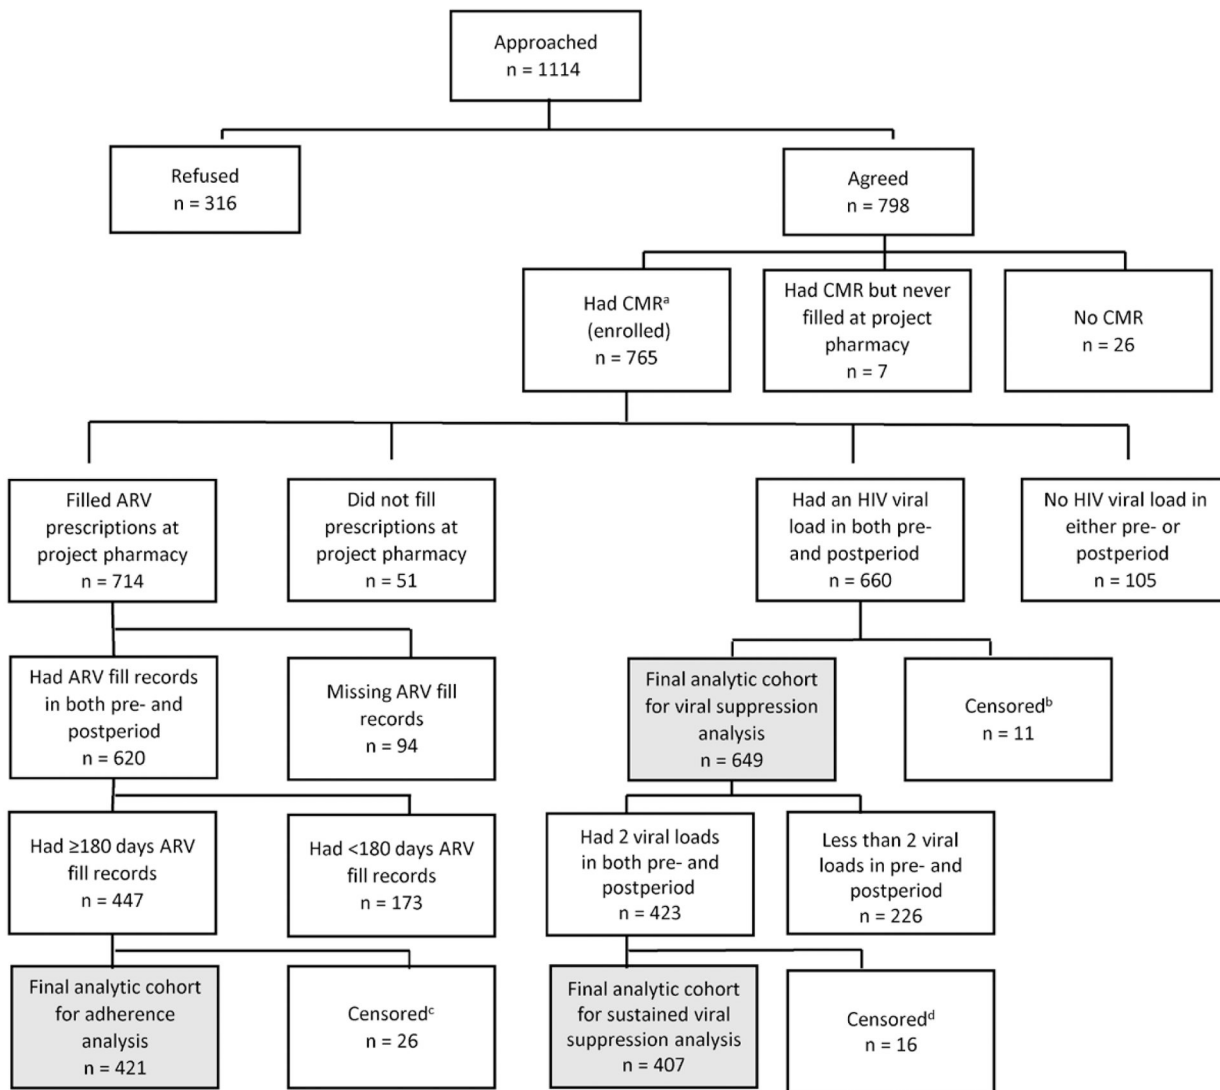 Approached
n = 1114
Refused
n = 316
Agreed
n = 798
Had CMRᵃ
(enrolled)
n = 765
Had CMR but never
filled at project
pharmacy
n = 7
No CMR
n = 26
Filled ARV
prescriptions at
project pharmacy
n = 714
Did not fill
prescriptions at
project pharmacy
n = 51
Had an HIV viral
load in both pre-
and postperiod
n = 660
No HIV viral load in
either pre- or
postperiod
n = 105
Had ARV fill records
in both pre- and
postperiod
n = 620
Missing ARV fill
records
n = 94
Final analytic cohort
for viral suppression
analysis
n = 649
Censoredᵇ
n = 11
Had ≥180 days ARV
fill records
n = 447
Had <180 days ARV
fill records
n = 173
Had 2 viral loads
in both pre- and
postperiod
n = 423
Less than 2 viral
loads in pre- and
postperiod
n = 226
Final analytic cohort
for adherence
analysis
n = 421
Censoredᶜ
n = 26
Final analytic cohort
for sustained viral
suppression analysis
n = 407
Censoredᵈ
n = 16